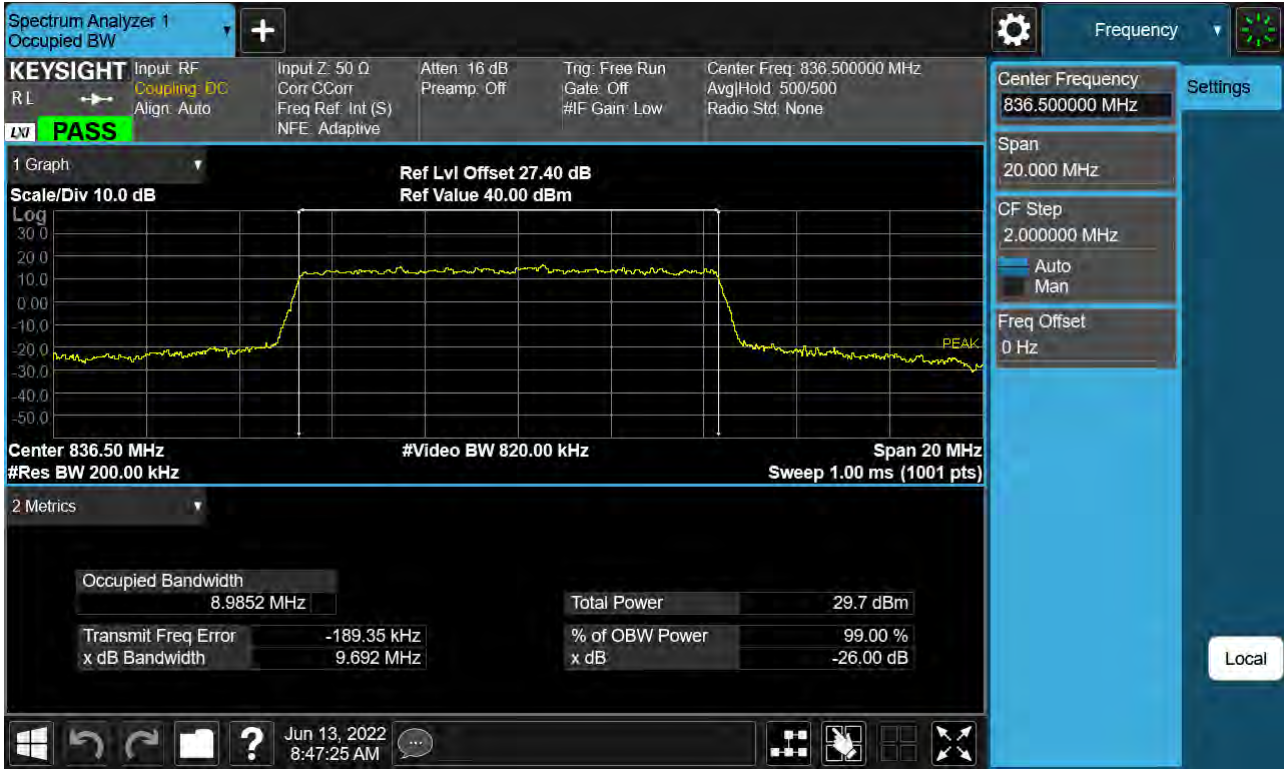 Spectrum Analyzer 1
Occupied BW
+
Frequency
KEYSIGHT
RL
LXI
PASS
Input: RF
Coupling: DC
Align: Auto
Input Z: 50 Ω
Corr CCorr
Freq Ref: Int (S)
NFE: Adaptive
Atten: 16 dB
Preamp: Off
Trig: Free Run
Gate: Off
#IF Gain: Low
Center Freq: 836.500000 MHz
Avg|Hold: 500/500
Radio Std: None
1 Graph
Scale/Div 10.0 dB
Ref Lvl Offset 27.40 dB
Ref Value 40.00 dBm
Log
30.0
20.0
10.0
0.00
-10.0
-20.0
-30.0
-40.0
-50.0
PEAK
Center 836.50 MHz
#Video BW 820.00 kHz
Span 20 MHz
#Res BW 200.00 kHz
Sweep 1.00 ms (1001 pts)
2 Metrics
Occupied Bandwidth
8.9852 MHz
Transmit Freq Error -189.35 kHz
x dB Bandwidth 9.692 MHz
Total Power 29.7 dBm
% of OBW Power 99.00 %
x dB -26.00 dB
Center Frequency
836.500000 MHz
Span
20.000 MHz
CF Step
2.000000 MHz
Auto
Man
Freq Offset
0 Hz
Settings
Local
?
Jun 13, 2022
8:47:25 AM